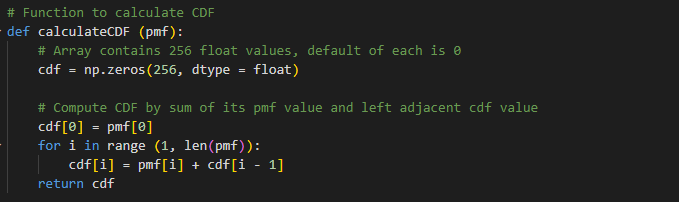 # Function to calculate CDF
def calculateCDF (pmf):
    # Array contains 256 float values, default of each is 0
    cdf = np.zeros(256, dtype = float)

    # Compute CDF by sum of its pmf value and left adjacent cdf value
    cdf[0] = pmf[0]
    for i in range (1, len(pmf)):
        cdf[i] = pmf[i] + cdf[i - 1]
    return cdf